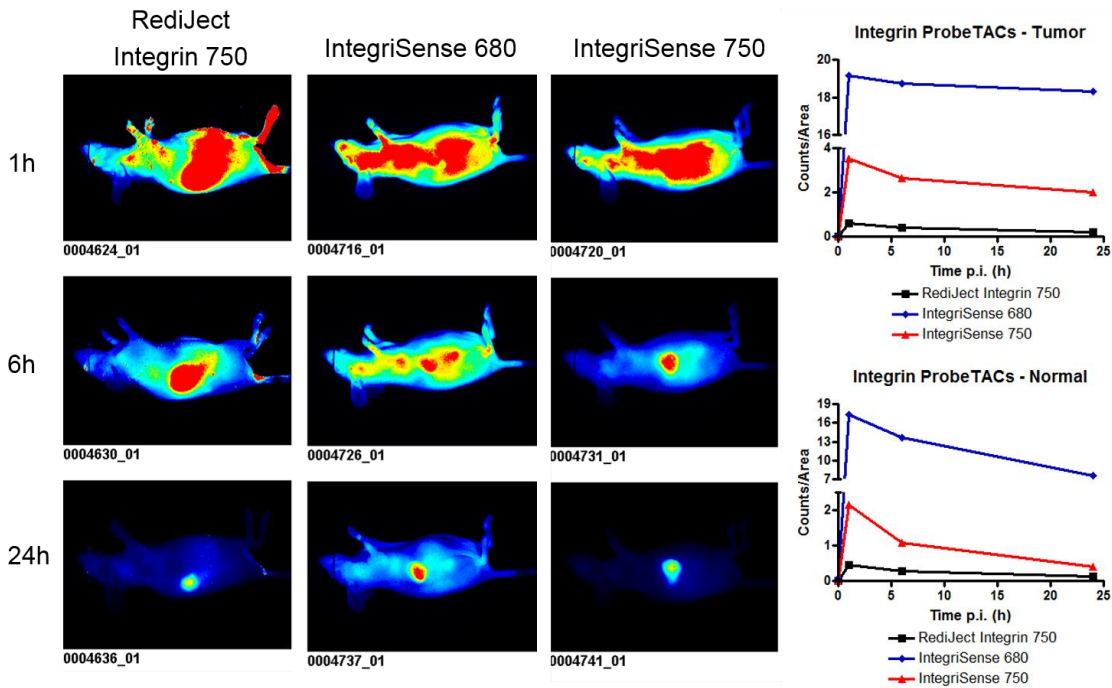 RediJect
Integrin 750
IntegriSense 680
IntegriSense 750
1h
0004624_01
0004716_01
0004720_01
6h
0004630_01
0004726_01
0004731_01
24h
0004636_01
0004737_01
0004741_01
Integrin ProbeTACs - Tumor
20
18
16
4
2
0
Counts/Area
0 5 10 15 20 25
Time p.i. (h)
RediJect Integrin 750
IntegriSense 680
IntegriSense 750
Integrin ProbeTACs - Normal
19
16
13
10
7
2
1
0
Counts/Area
0 5 10 15 20 25
Time p.i. (h)
RediJect Integrin 750
IntegriSense 680
IntegriSense 750